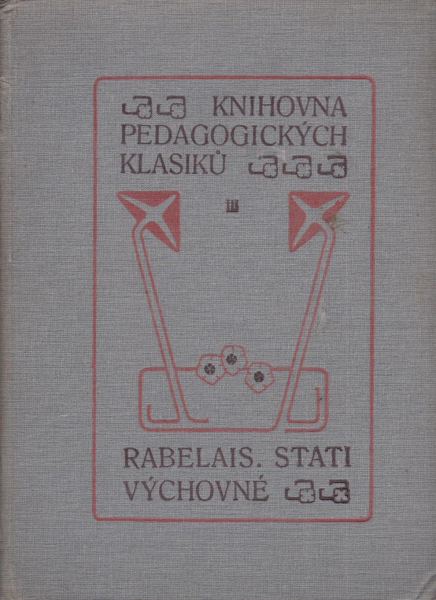 KNIHOVNA
PEDAGOGICKÝCH
KLASIKŮ
III
RABELAIS. STATI
VÝCHOVNÉ